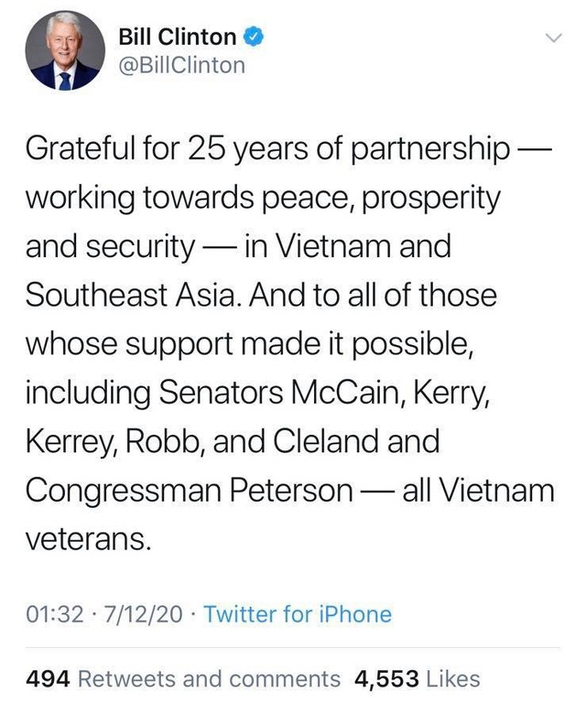 Bill Clinton
@BillClinton
Grateful for 25 years of partnership —
working towards peace, prosperity
and security — in Vietnam and
Southeast Asia. And to all of those
whose support made it possible,
including Senators McCain, Kerry,
Kerrey, Robb, and Cleland and
Congressman Peterson — all Vietnam
veterans.
01:32 · 7/12/20 · Twitter for iPhone
494 Retweets and comments 4,553 Likes